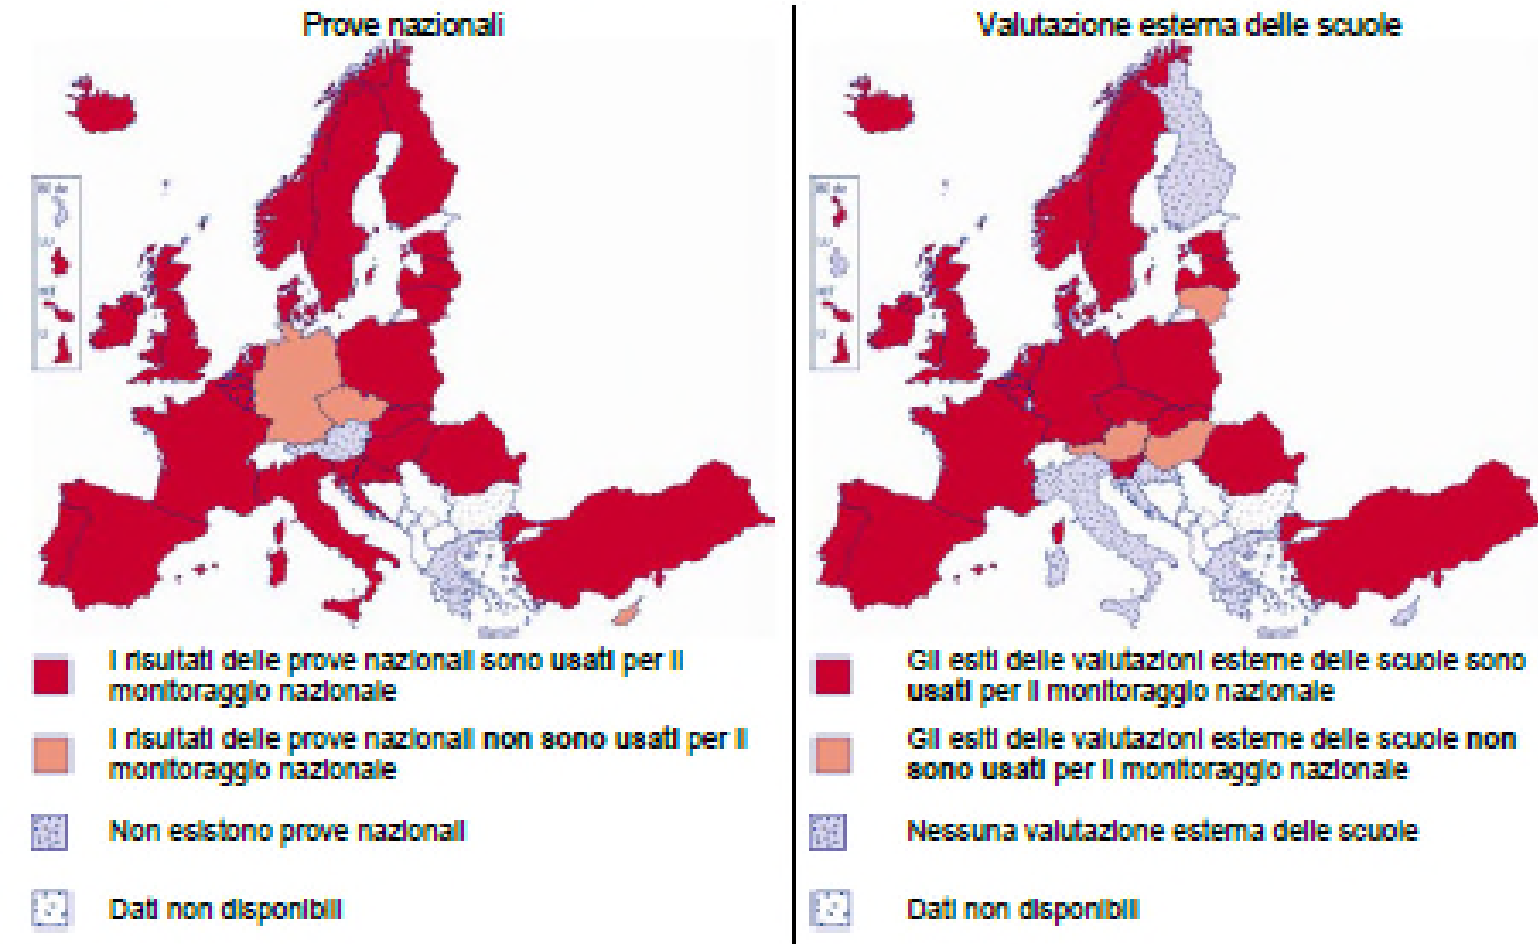 Prove nazionali
I risultati delle prove nazionali sono usati per il
monitoraggio nazionale
I risultati delle prove nazionali non sono usati per il
monitoraggio nazionale
Non esistono prove nazionali
Dati non disponibili
Valutazione esterna delle scuole
Gli esiti delle valutazioni esterne delle scuole sono
usati per il monitoraggio nazionale
Gli esiti delle valutazioni esterne delle scuole non
sono usati per il monitoraggio nazionale
Nessuna valutazione esterna delle scuole
Dati non disponibili